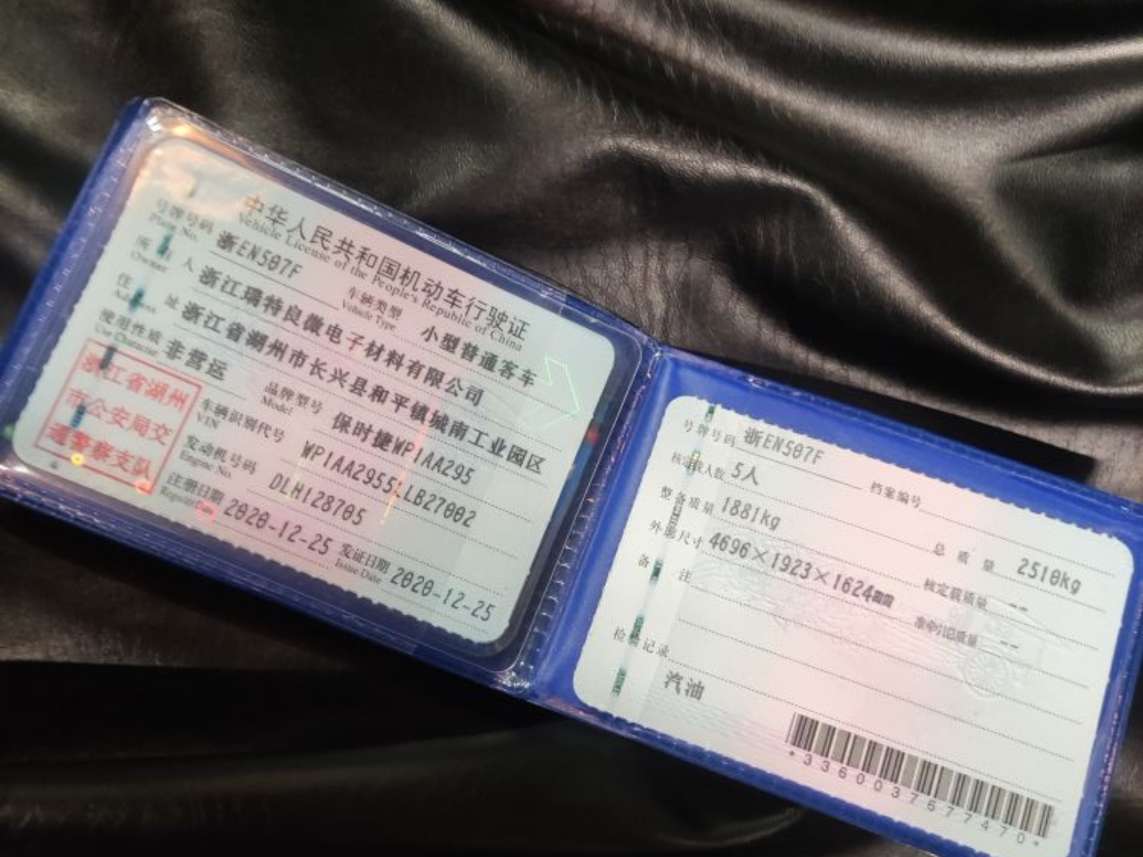 中华人民共和国机动车行驶证
Vehicle License of the People's Republic of China
号牌号码 浙EN507F 车辆类型 小型普通客车
Plate No. Vehicle Type
人 浙江瑞特良微电子材料有限公司
Owner
住 址 浙江省湖州市长兴县和平镇城南工业园区
Address
使用性质 非营运 品牌型号 保时捷WP1AA295
Use Character Model
浙江省湖州
市公安局交
通警察支队
车辆识别代号
VIN
发动机号码 DLH128705
Engine No.
注册日期 2020-12-25 发证日期 2020-12-25
Register Date Issue Date
号牌号码 浙EN507F 档案编号
核定载人数 5人 总 质 量 2510kg
整备质量 1881kg 核定载质量 --
外廓尺寸 4696×1923×1624 准牵引总质量 --
备 注
检验记录
汽油
*3360037677470*